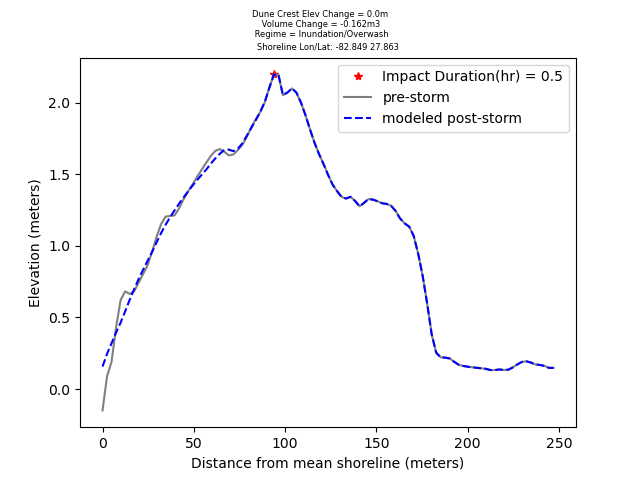 Dune Crest Elev Change = 0.0m
Volume Change = -0.162m3
Regime = Inundation/Overwash
Shoreline Lon/Lat: -82.849 27.863
Impact Duration(hr) = 0.5
pre-storm
modeled post-storm
Elevation (meters)
2.0
1.5
1.0
0.5
0.0
0 50 100 150 200 250
Distance from mean shoreline (meters)